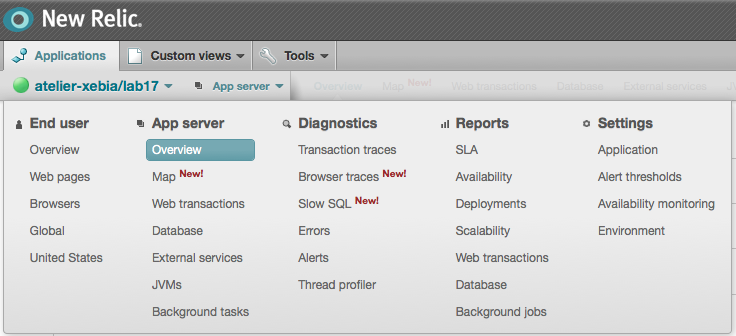 New Relic.
Applications
Custom views
Tools
atelier-xebia/lab17
App server
Overview
Map New!
Web transactions
Database
External services
JV
End user
Overview
Web pages
Browsers
Global
United States
App server
Overview
Map New!
Web transactions
Database
External services
JVMs
Background tasks
Diagnostics
Transaction traces
Browser traces New!
Slow SQL New!
Errors
Alerts
Thread profiler
Reports
SLA
Availability
Deployments
Scalability
Web transactions
Database
Background jobs
Settings
Application
Alert thresholds
Availability monitoring
Environment